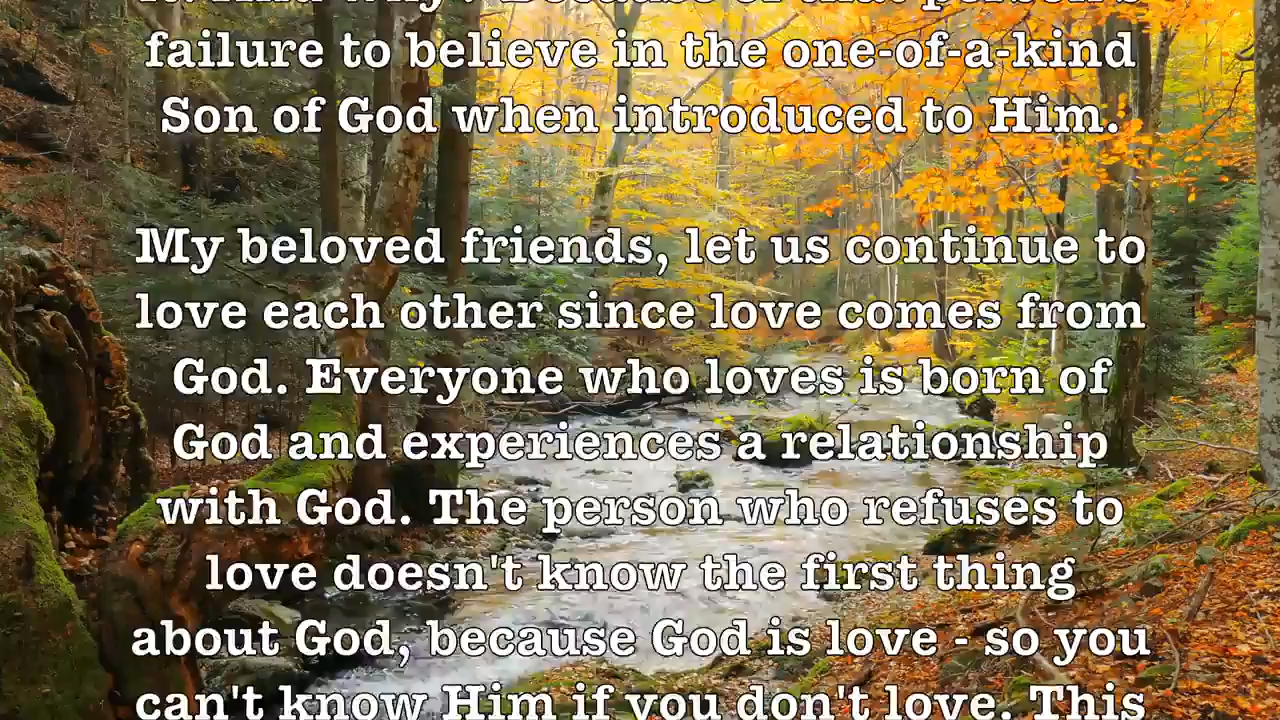 failure to believe in the one-of-a-kind
Son of God when introduced to Him.
My beloved friends, let us continue to
love each other since love comes from
God. Everyone who loves is born of
God and experiences a relationship
with God. The person who refuses to
love doesn't know the first thing
about God, because God is love - so you
can't know Him if you don't love. This